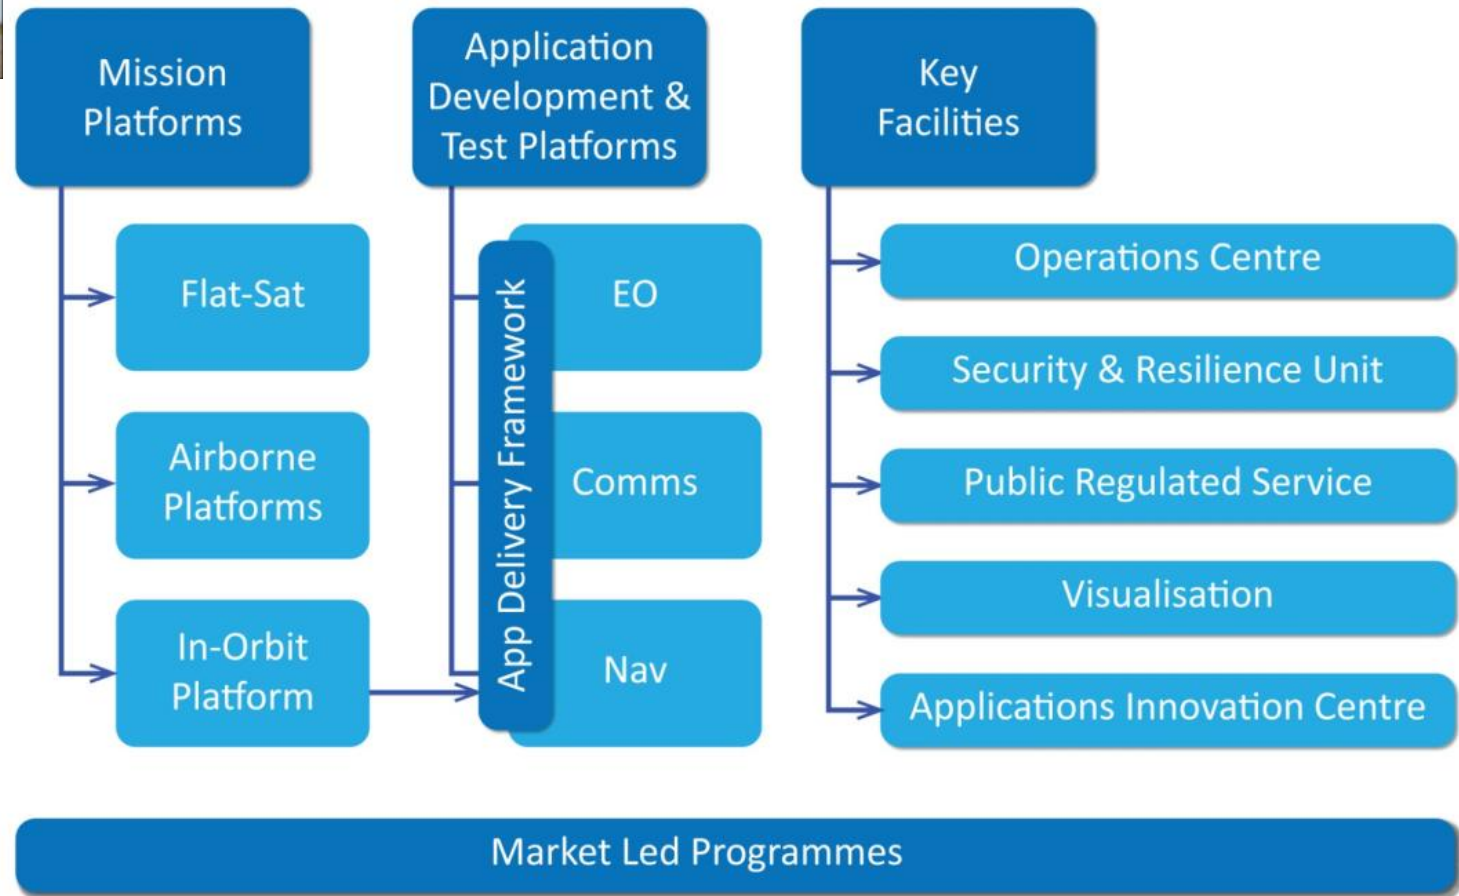 Mission
Platforms
Flat-Sat
Airborne
Platforms
In-Orbit
Platform
Application
Development &
Test Platforms
App Delivery Framework
EO
Comms
Nav
Key
Facilities
Operations Centre
Security & Resilience Unit
Public Regulated Service
Visualisation
Applications Innovation Centre
Market Led Programmes